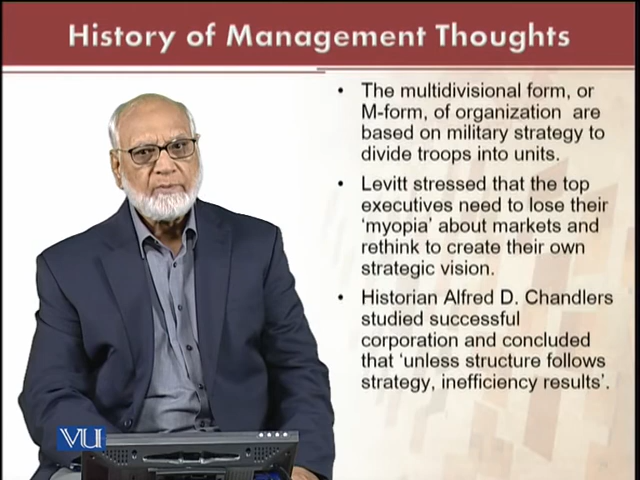 History of Management Thoughts
• The multidivisional form, or
M-form, of organization are
based on military strategy to
divide troops into units.
• Levitt stressed that the top
executives need to lose their
'myopia' about markets and
rethink to create their own
strategic vision.
• Historian Alfred D. Chandlers
studied successful
corporation and concluded
that 'unless structure follows
strategy, inefficiency results'.
VU